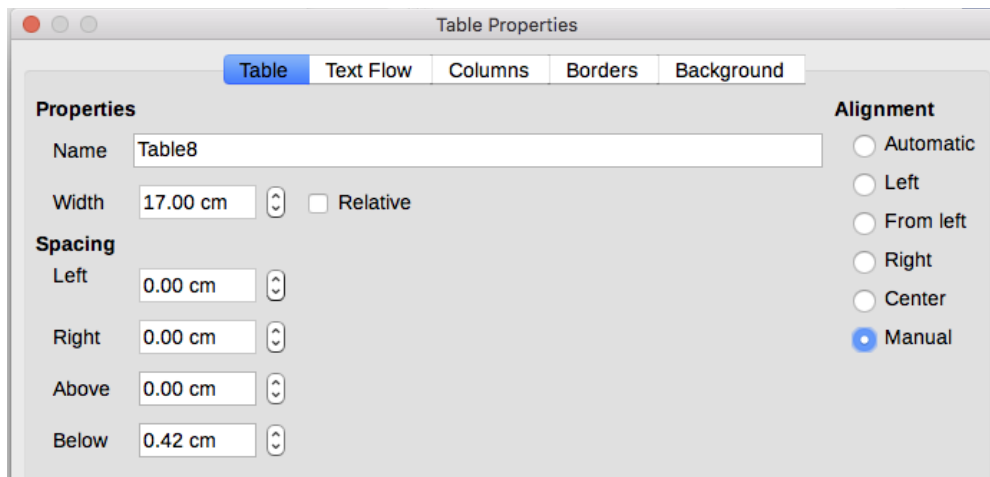 Table Properties
Table Text Flow Columns Borders Background
Properties
Name Table8
Width 17.00 cm Relative
Spacing
Left 0.00 cm
Right 0.00 cm
Above 0.00 cm
Below 0.42 cm
Alignment
Automatic
Left
From left
Right
Center
Manual